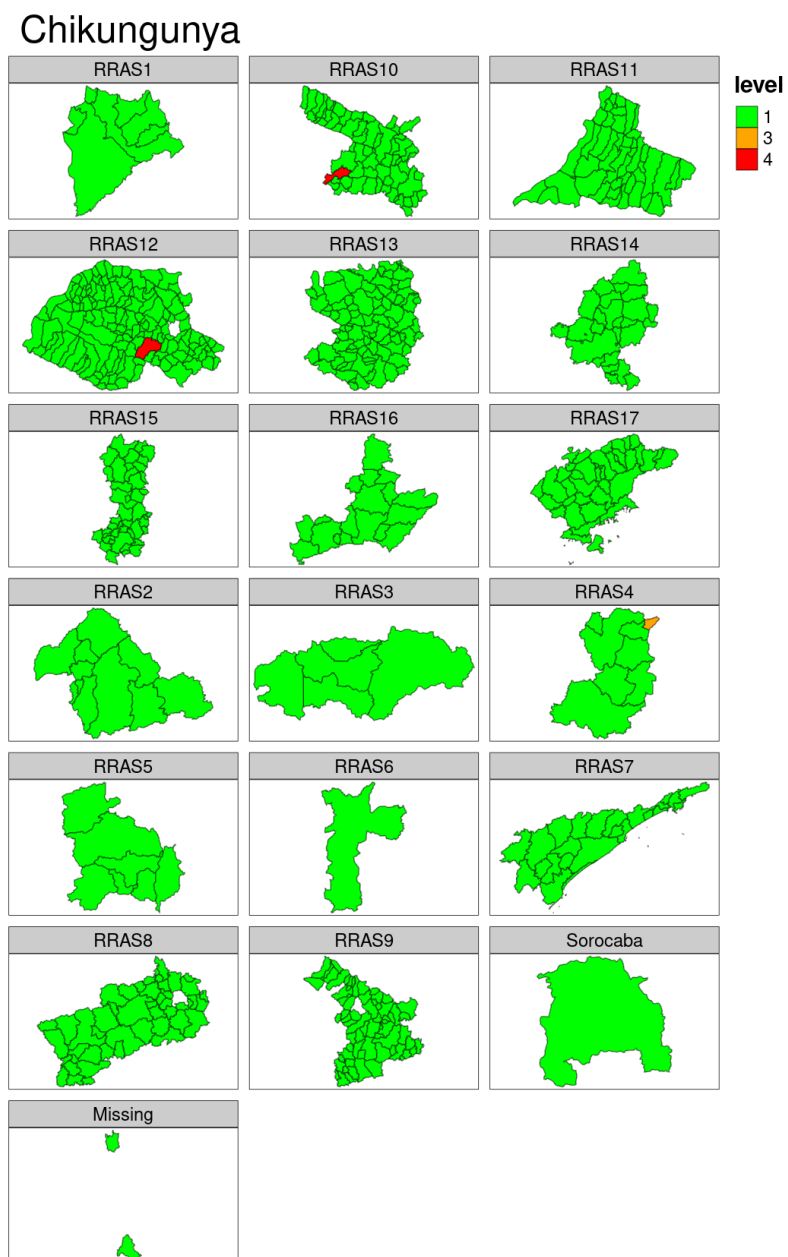 Chikungunya
RRAS1
RRAS10
RRAS11
level
1
3
4
RRAS12
RRAS13
RRAS14
RRAS15
RRAS16
RRAS17
RRAS2
RRAS3
RRAS4
RRAS5
RRAS6
RRAS7
RRAS8
RRAS9
Sorocaba
Missing